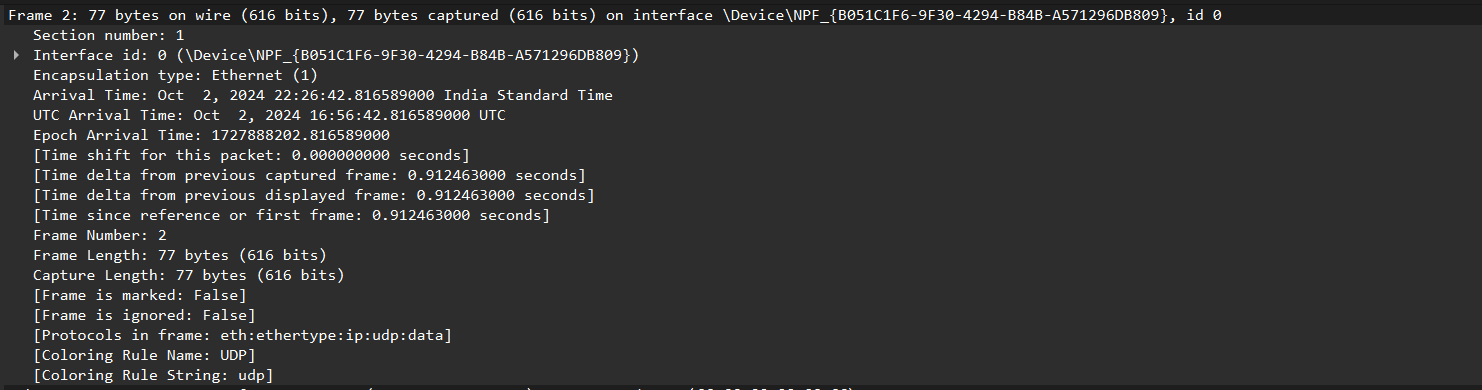 Frame 2: 77 bytes on wire (616 bits), 77 bytes captured (616 bits) on interface \Device\NPF_{B051C1F6-9F30-4294-B84B-A571296DB809}, id 0
Section number: 1
Interface id: 0 (\Device\NPF_{B051C1F6-9F30-4294-B84B-A571296DB809})
Encapsulation type: Ethernet (1)
Arrival Time: Oct  2, 2024 22:26:42.816589000 India Standard Time
UTC Arrival Time: Oct  2, 2024 16:56:42.816589000 UTC
Epoch Arrival Time: 1727888202.816589000
[Time shift for this packet: 0.000000000 seconds]
[Time delta from previous captured frame: 0.912463000 seconds]
[Time delta from previous displayed frame: 0.912463000 seconds]
[Time since reference or first frame: 0.912463000 seconds]
Frame Number: 2
Frame Length: 77 bytes (616 bits)
Capture Length: 77 bytes (616 bits)
[Frame is marked: False]
[Frame is ignored: False]
[Protocols in frame: eth:ethertype:ip:udp:data]
[Coloring Rule Name: UDP]
[Coloring Rule String: udp]